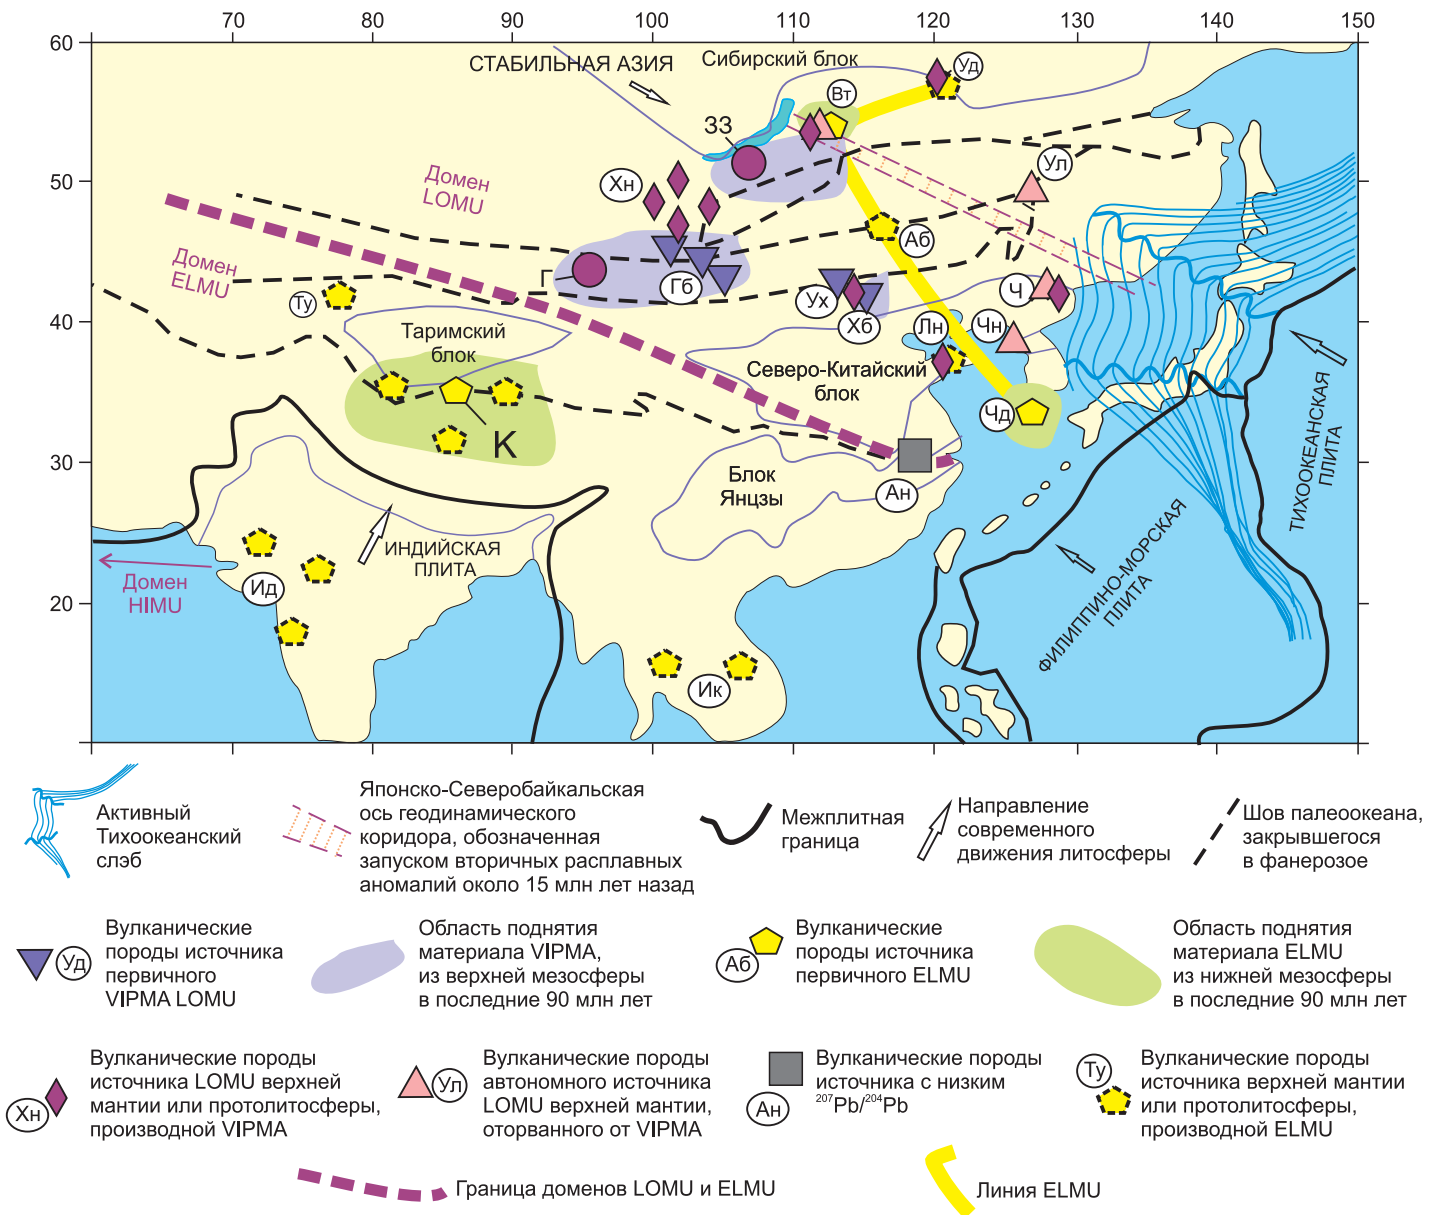 70 80 90 100 110 120 130 140 150
60
50
40
30
20
СТАБИЛЬНАЯ АЗИЯ
Сибирский блок
Уд
Вт
33
Ул
Хн
Домен
LOMU
Домен
ELMU
Аб
Г
Гб
Ту
Ух
Хб
Ч
Лн
Чн
Таримский
блок
Северо-Китайский
блок
К
Чд
Блок
Янцзы
Ан
ИНДИЙСКАЯ
ПЛИТА
Домен
HIMU
Ид
Ик
ФИЛИППИНО-МОРСКАЯ
ПЛИТА
ТИХООКЕАНСКАЯ
ПЛИТА
Активный
Тихоокеанский
слэб
Японско-Северобайкальская
ось геодинамического
коридора, обозначенная
запуском вторичных расплавных
аномалий около 15 млн лет назад
Межплитная
граница
Направление
современного
движения литосферы
Шов палеоокеана,
закрывшегося
в фанерозое
Уд
Вулканические
породы источника
первичного
VIPMA LOMU
Область поднятия
материала VIPMA,
из верхней мезосферы
в последние 90 млн лет
Аб
Вулканические
породы источника
первичного ELMU
Область поднятия
материала ELMU
из нижней мезосферы
в последние 90 млн лет
Хн
Вулканические породы
источника LOMU верхней
мантии или протолитосферы,
производной VIPMA
Ул
Вулканические породы
автономного источника
LOMU верхней мантии,
оторванного от VIPMA
Ан
Вулканические породы
источника с низким
²⁰⁷Pb/²⁰⁴Pb
Ту
Вулканические породы
источника верхней мантии
или протолитосферы,
производной ELMU
Граница доменов LOMU и ELMU
Линия ELMU